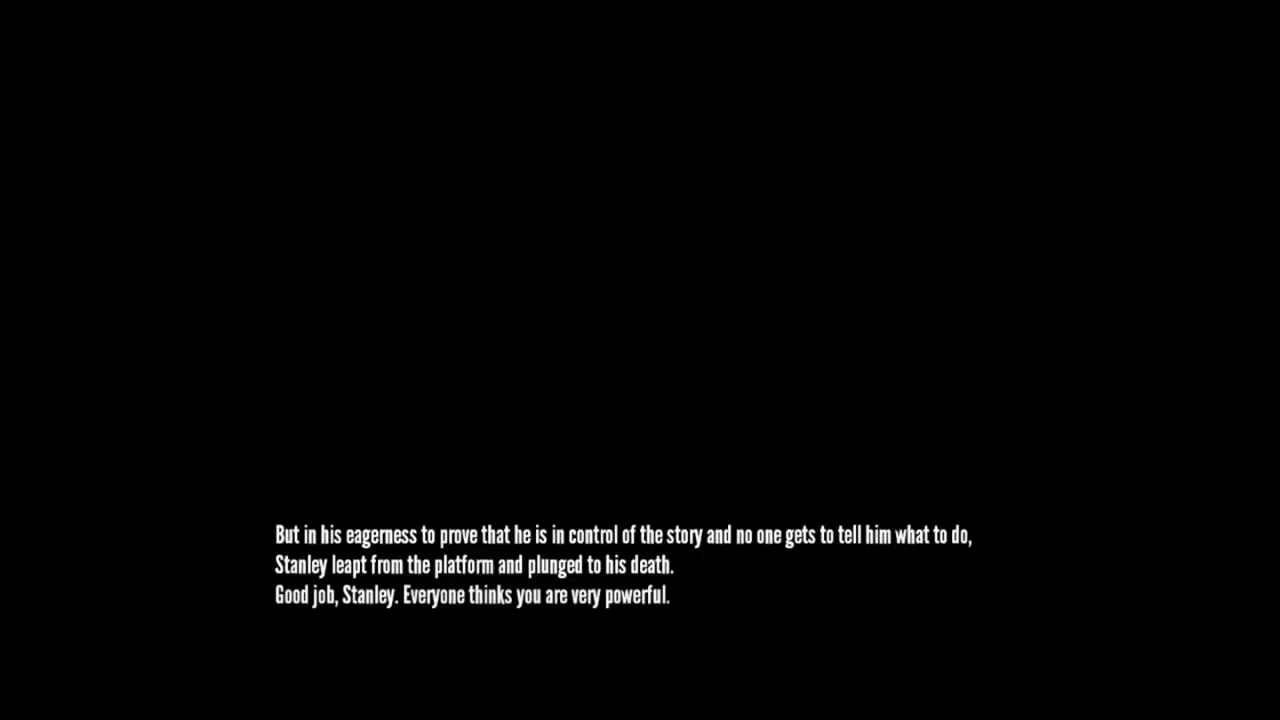 But in his eagerness to prove that he is in control of the story and no one gets to tell him what to do,
Stanley leapt from the platform and plunged to his death.
Good job, Stanley. Everyone thinks you are very powerful.